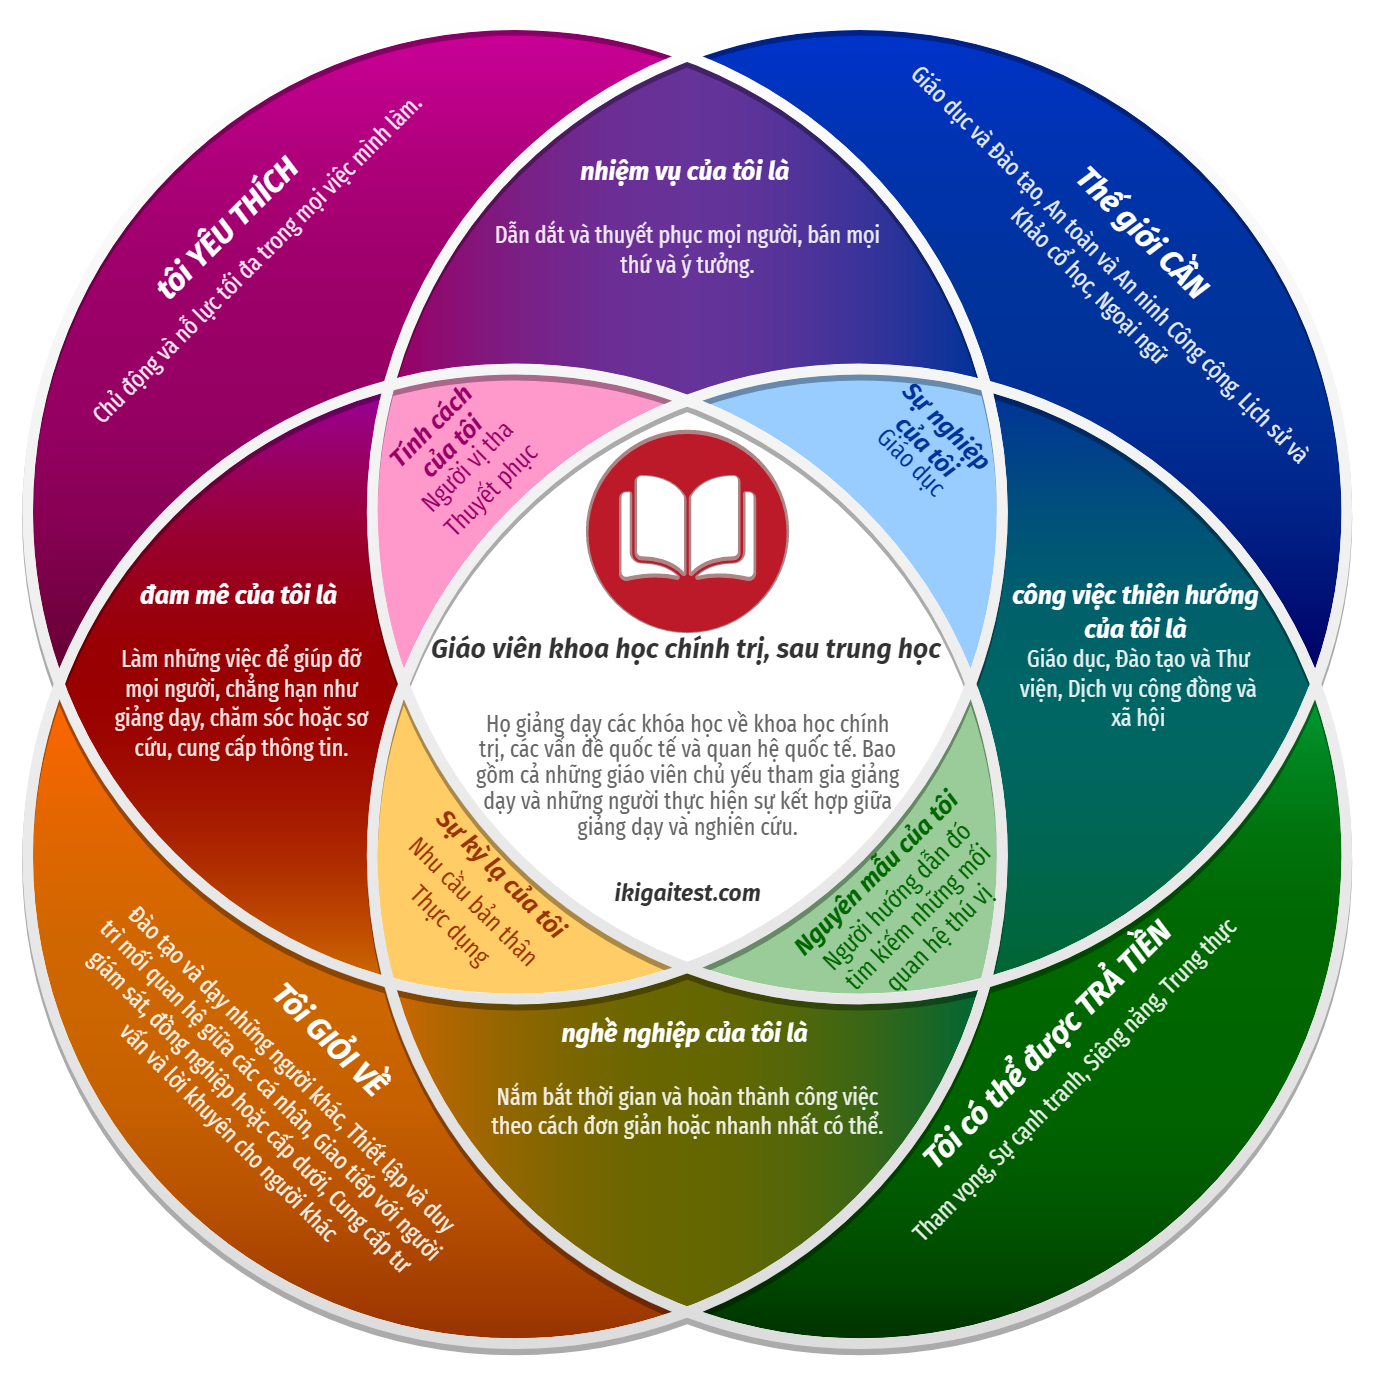 tôi YÊU THÍCH
Chủ động và nỗ lực tối đa trong mọi việc mình làm.
nhiệm vụ của tôi là
Dẫn dắt và thuyết phục mọi người, bán mọi
thứ và ý tưởng.
Thế giới CẦN
Giáo dục và Đào tạo, An toàn và An ninh Công cộng, Lịch sử và
Khảo cổ học, Ngoại ngữ
Tính cách
của tôi
Người vị tha
Thuyết phục
Sự nghiệp
của tôi
Giáo dục
đam mê của tôi là
Làm những việc để giúp đỡ
mọi người, chẳng hạn như
giảng dạy, chăm sóc hoặc sơ
cứu, cung cấp thông tin.
Giáo viên khoa học chính trị, sau trung học
Họ giảng dạy các khóa học về khoa học chính
trị, các vấn đề quốc tế và quan hệ quốc tế. Bao
gồm cả những giáo viên chủ yếu tham gia giảng
dạy và những người thực hiện sự kết hợp giữa
giảng dạy và nghiên cứu.
ikigaitest.com
công việc thiên hướng
của tôi là
Giáo dục, Đào tạo và Thư
viện, Dịch vụ cộng đồng và
xã hội
Sự kỳ lạ của tôi
Nhu cầu bản thân
Thực dụng
Nguyên mẫu của tôi
Người hướng dẫn đó
tìm kiếm những mối
quan hệ thú vị.
Tôi GIỎI VỀ
Đào tạo và dạy những người khác, Thiết lập và duy
trì mối quan hệ giữa các cá nhân, Giao tiếp với người
giám sát, đồng nghiệp hoặc cấp dưới, Cung cấp tư
vấn và lời khuyên cho người khác
nghề nghiệp của tôi là
Nắm bắt thời gian và hoàn thành công việc
theo cách đơn giản hoặc nhanh nhất có thể.
Tôi có thể được TRẢ TIỀN
Tham vọng, Sự cạnh tranh, Siêng năng, Trung thực